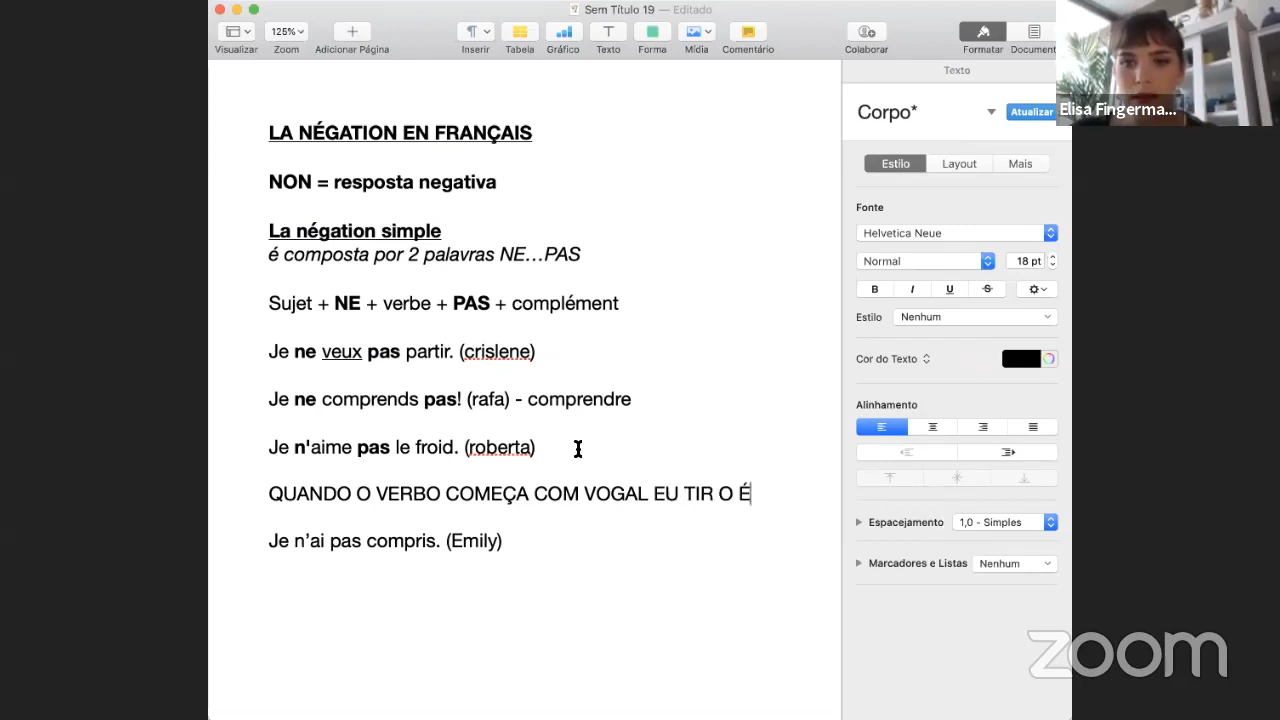 Sem Título 19 — Editado
Visualizar
125%
Zoom
Adicionar Página
Inserir
Tabela
Gráfico
Texto
Forma
Mídia
Comentário
Colaborar
Formatar
Document
Texto
Elisa Fingerma...
Corpo*
Atualizar
Estilo Layout Mais
Fonte
Helvetica Neue
Normal 18 pt
B I U S
Estilo Nenhum
Cor do Texto
Alinhamento
Espacejamento 1,0 - Simples
Marcadores e Listas Nenhum
LA NÉGATION EN FRANÇAIS
NON = resposta negativa
La négation simple
é composta por 2 palavras NE…PAS
Sujet + NE + verbe + PAS + complément
Je ne veux pas partir. (crislene)
Je ne comprends pas! (rafa) - comprendre
Je n'aime pas le froid. (roberta)
QUANDO O VERBO COMEÇA COM VOGAL EU TIR O É
Je n’ai pas compris. (Emily)
zoom